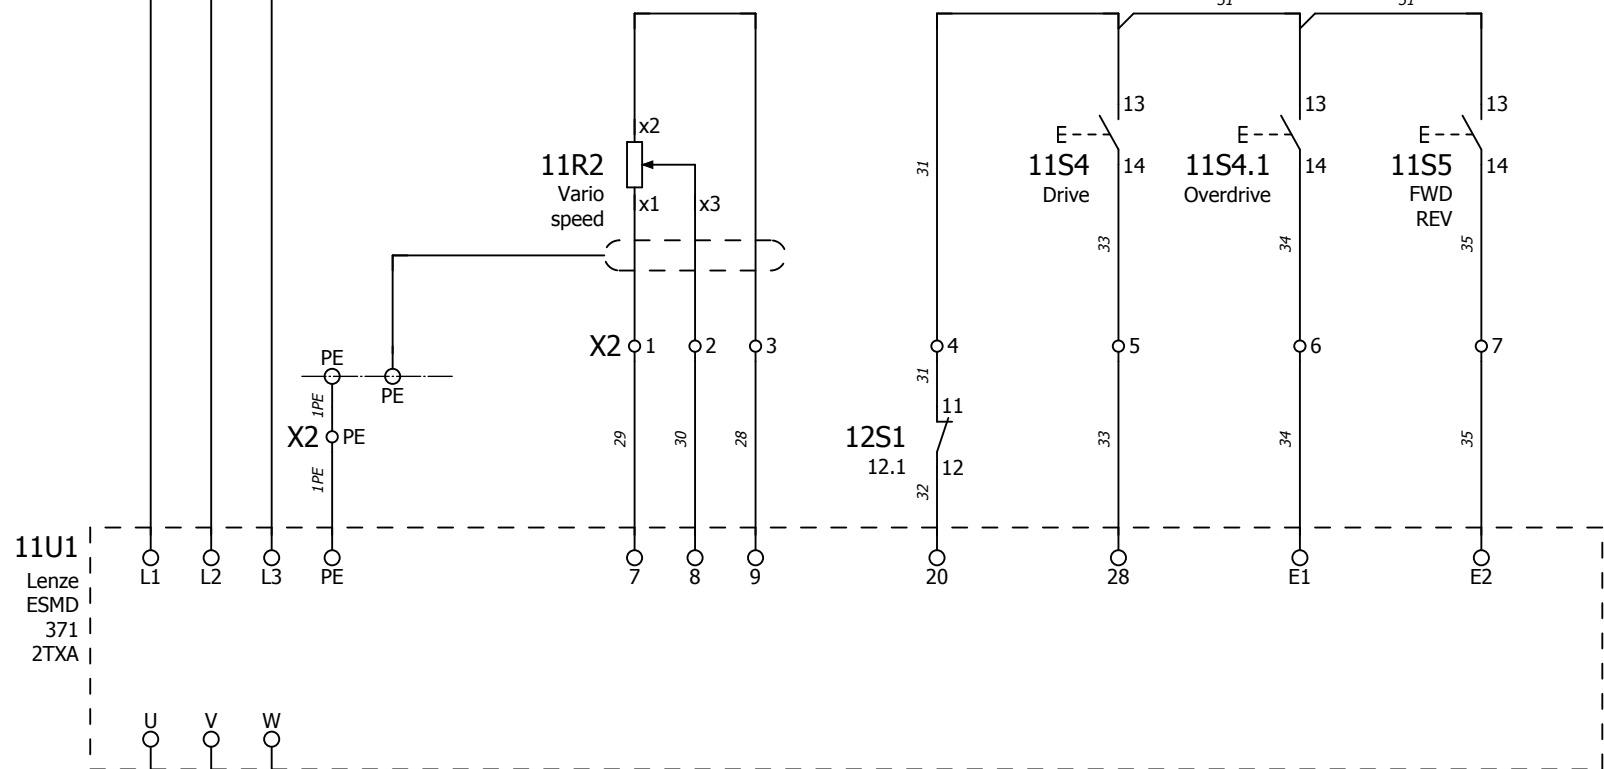 31 31
x2
13 13 13
E E E
11R2 31 11S4 14 11S4.1 14 11S5 14
Vario Drive Overdrive FWD
speed x1 x3 REV
33 34 35
X2 1 2 3 4 5 6 7
PE
PE
1PE 31
11
X2 PE 29 30 28 12S1 33 34 35
12.1 12
1PE 32
11U1
L1 L2 L3 PE 7 8 9 20 28 E1 E2
Lenze
ESMD
371
2TXA
U V W